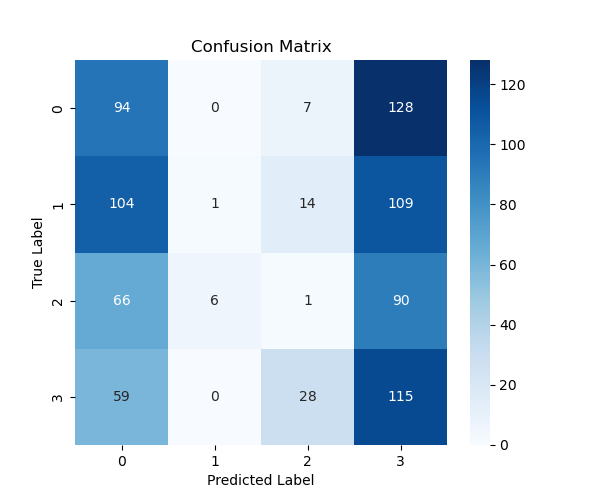 Confusion Matrix
0 94 0 7 128
1 104 1 14 109
2 66 6 1 90
3 59 0 28 115
True Label
0 1 2 3
Predicted Label
120
100
80
60
40
20
0